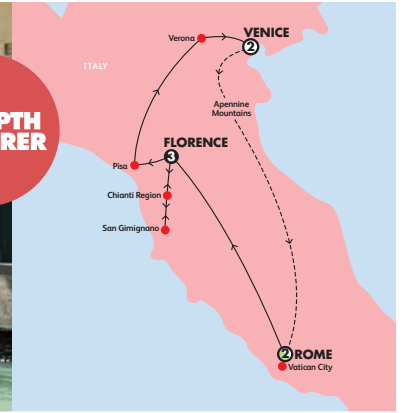 Verona
VENICE
2
ITALY
PTH
RER
Apennine
Mountains
FLORENCE
3
Pisa
Chianti Region
San Gimignano
2 ROME
Vatican City